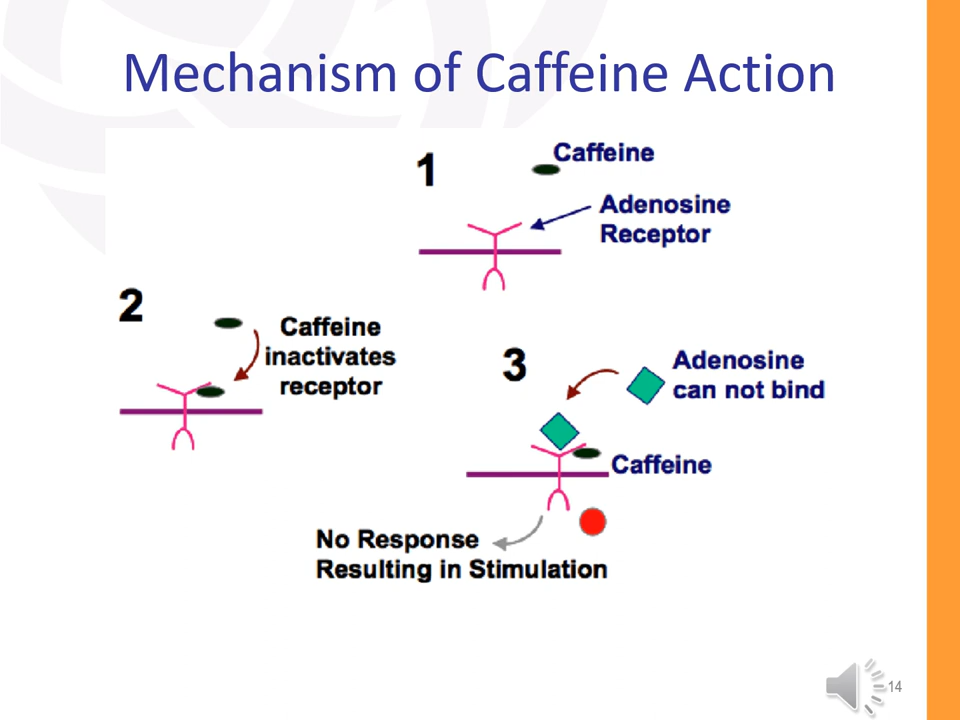 Mechanism of Caffeine Action
1
Caffeine
Adenosine
Receptor
2
Caffeine
inactivates
receptor
3
Adenosine
can not bind
Caffeine
No Response
Resulting in Stimulation
14